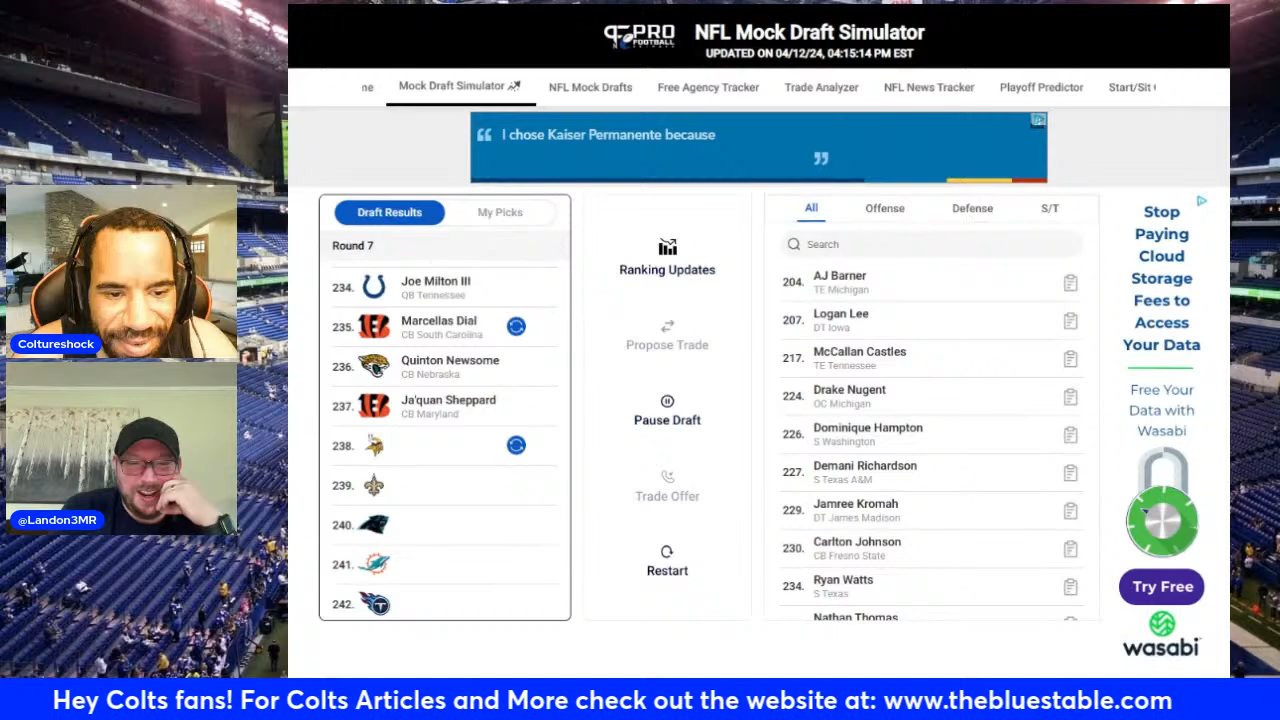 PRO
FOOTBALL
NETWORK
NFL Mock Draft Simulator
UPDATED ON 04/12/24, 04:15:14 PM EST
me
Mock Draft Simulator
NFL Mock Drafts
Free Agency Tracker
Trade Analyzer
NFL News Tracker
Playoff Predictor
Start/Sit
“ I chose Kaiser Permanente because
”
Draft Results
My Picks
Round 7
234.
Joe Milton III
QB Tennessee
235.
Marcellas Dial
CB South Carolina
236.
Quinton Newsome
CB Nebraska
237.
Ja'quan Sheppard
CB Maryland
238.
239.
240.
241.
242.
Ranking Updates
Propose Trade
Pause Draft
Trade Offer
Restart
All
Offense
Defense
S/T
Search
204.
AJ Barner
TE Michigan
207.
Logan Lee
DT Iowa
217.
McCallan Castles
TE Tennessee
224.
Drake Nugent
OC Michigan
226.
Dominique Hampton
S Washington
227.
Demani Richardson
S Texas A&M
229.
Jamree Kromah
DT James Madison
230.
Carlton Johnson
CB Fresno State
234.
Ryan Watts
S Texas
Nathan Thomas
Stop
Paying
Cloud
Storage
Fees to
Access
Your Data
Free Your
Data with
Wasabi
Try Free
wasabi
Coltureshock
@Landon3MR
Hey Colts fans! For Colts Articles and More check out the website at: www.thebluestable.com